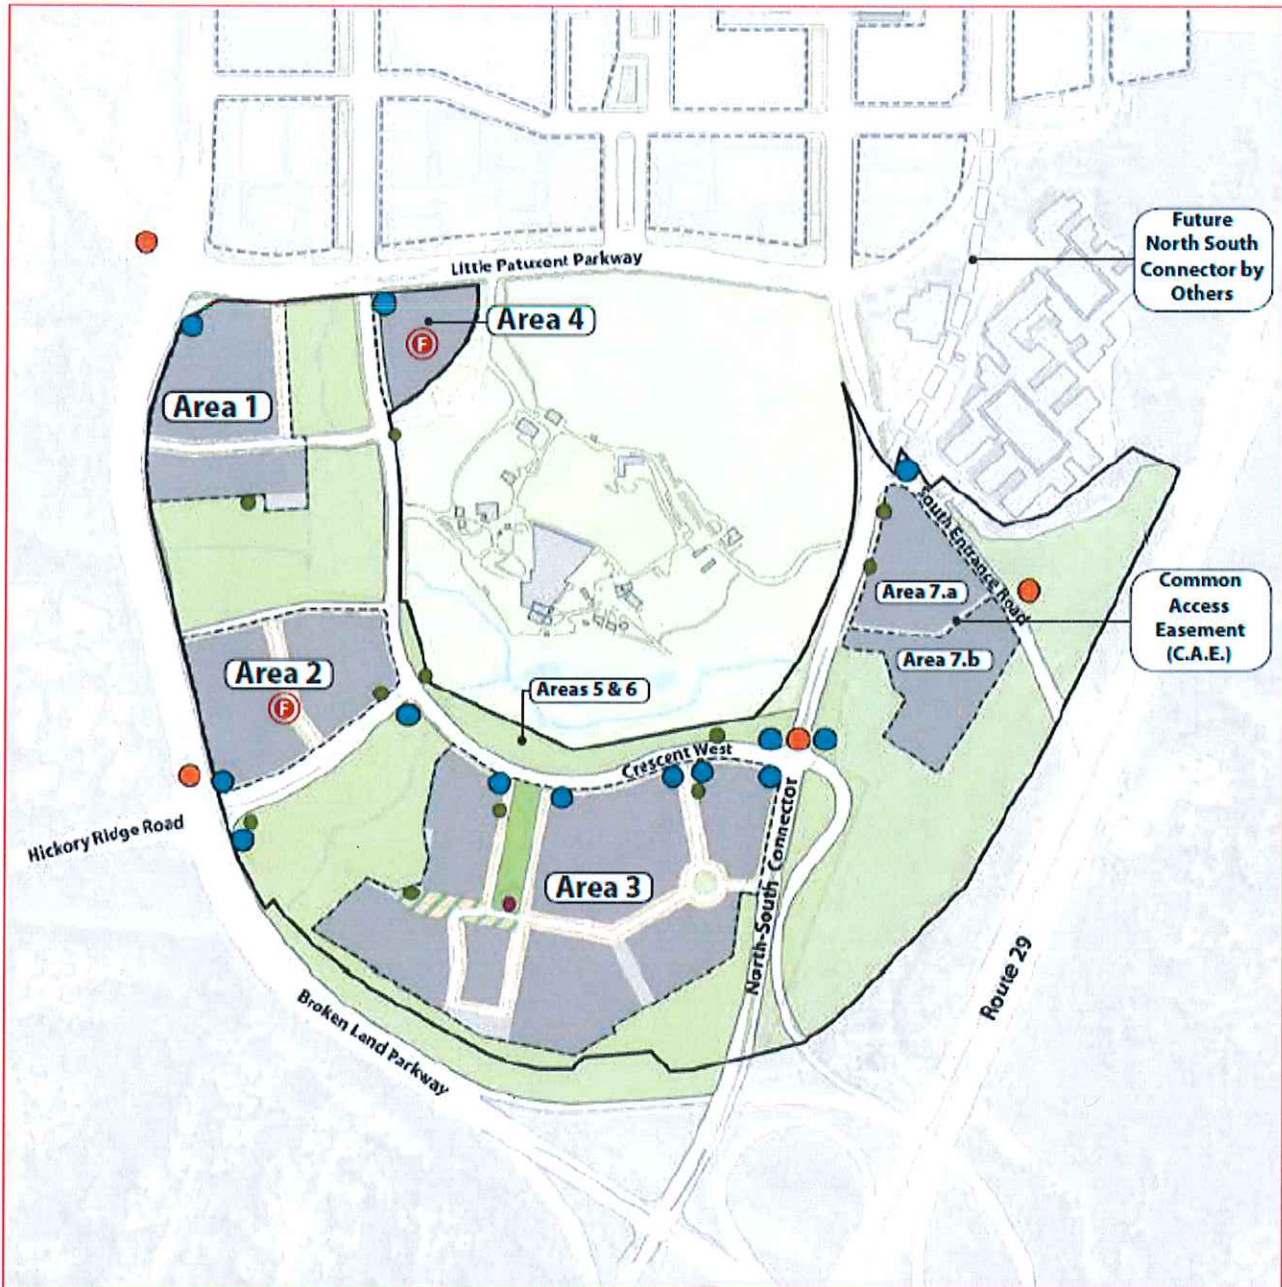 Future
North South
Connector by
Others
Little Patuxent Parkway
Area 4
F
Area 1
South Entrance Road
Area 7.a
Common
Access
Easement
(C.A.E.)
Area 7.b
Area 2
F
Areas 5 & 6
Crescent West
Hickory Ridge Road
North-South Connector
Area 3
Route 29
Broken Land Parkway